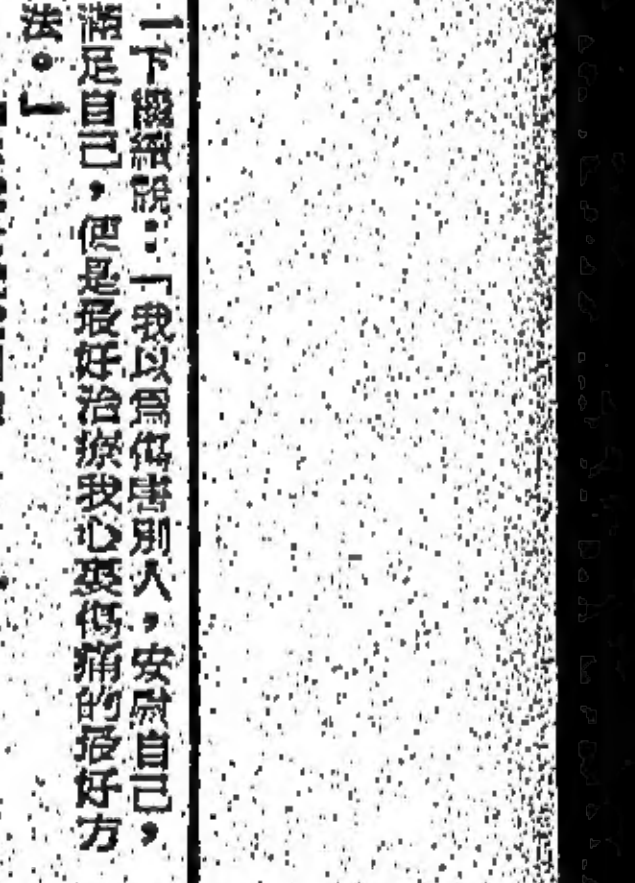 一下繼續說：「我以爲傷害別人，安慰自己，
滿足自己，便是最好治療我心裏傷痛的最好方
法。」